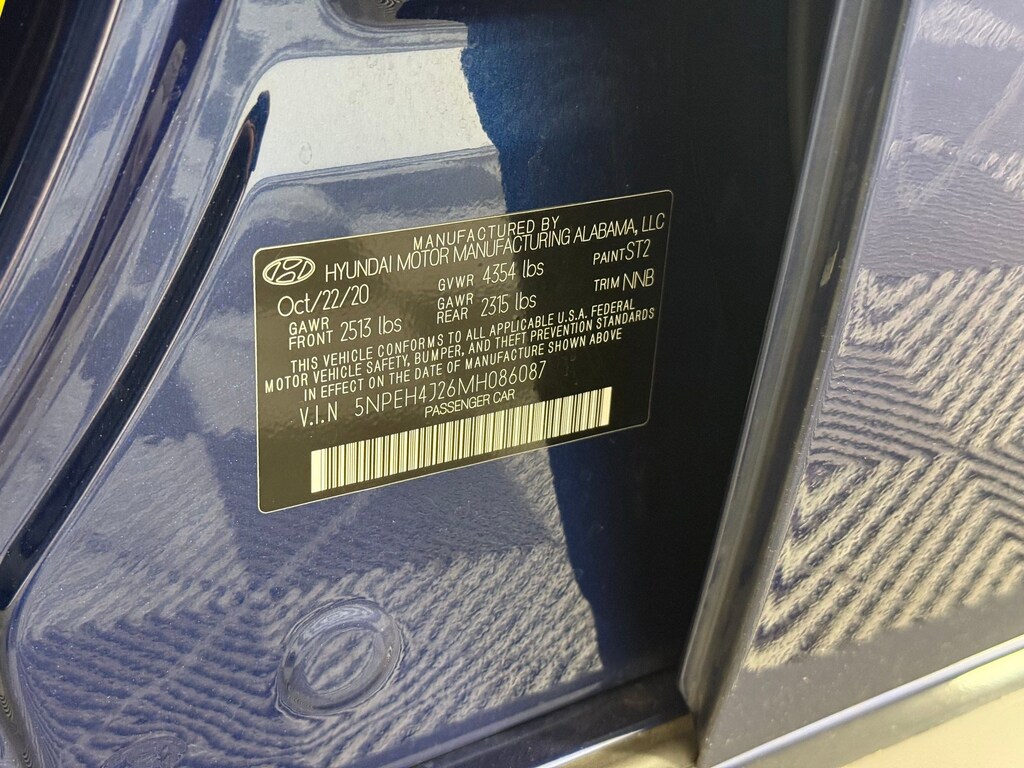 MANUFACTURED BY
HYUNDAI MOTOR MANUFACTURING ALABAMA, LLC
Oct/22/20 GVWR 4354 lbs PAINT ST2
GAWR FRONT 2513 lbs GAWR REAR 2315 lbs TRIM NNB
THIS VEHICLE CONFORMS TO ALL APPLICABLE U.S.A. FEDERAL
MOTOR VEHICLE SAFETY, BUMPER, AND THEFT PREVENTION STANDARDS
IN EFFECT ON THE DATE OF MANUFACTURE SHOWN ABOVE
V.I.N 5NPEH4J26MH086087
PASSENGER CAR